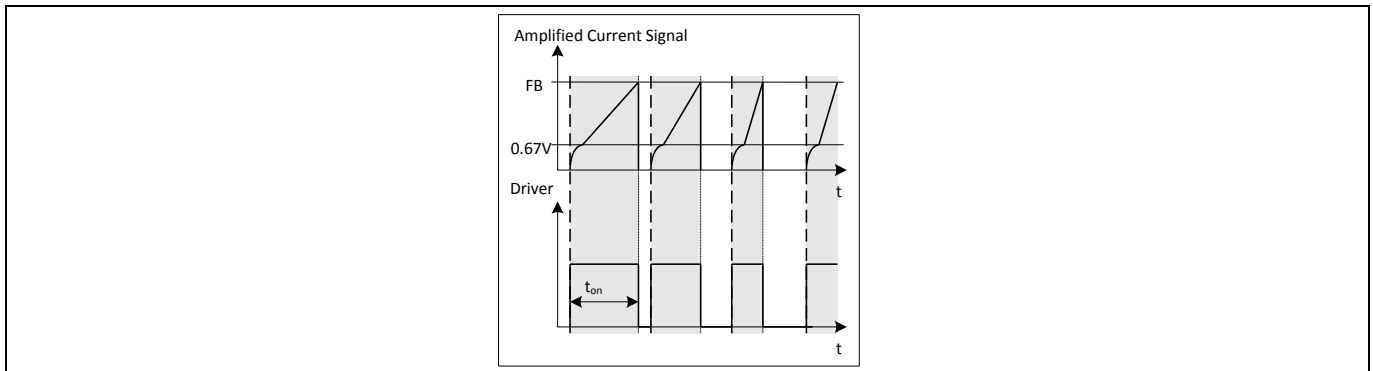 Amplified Current Signal
FB
0.67V
t
Driver
ton
t